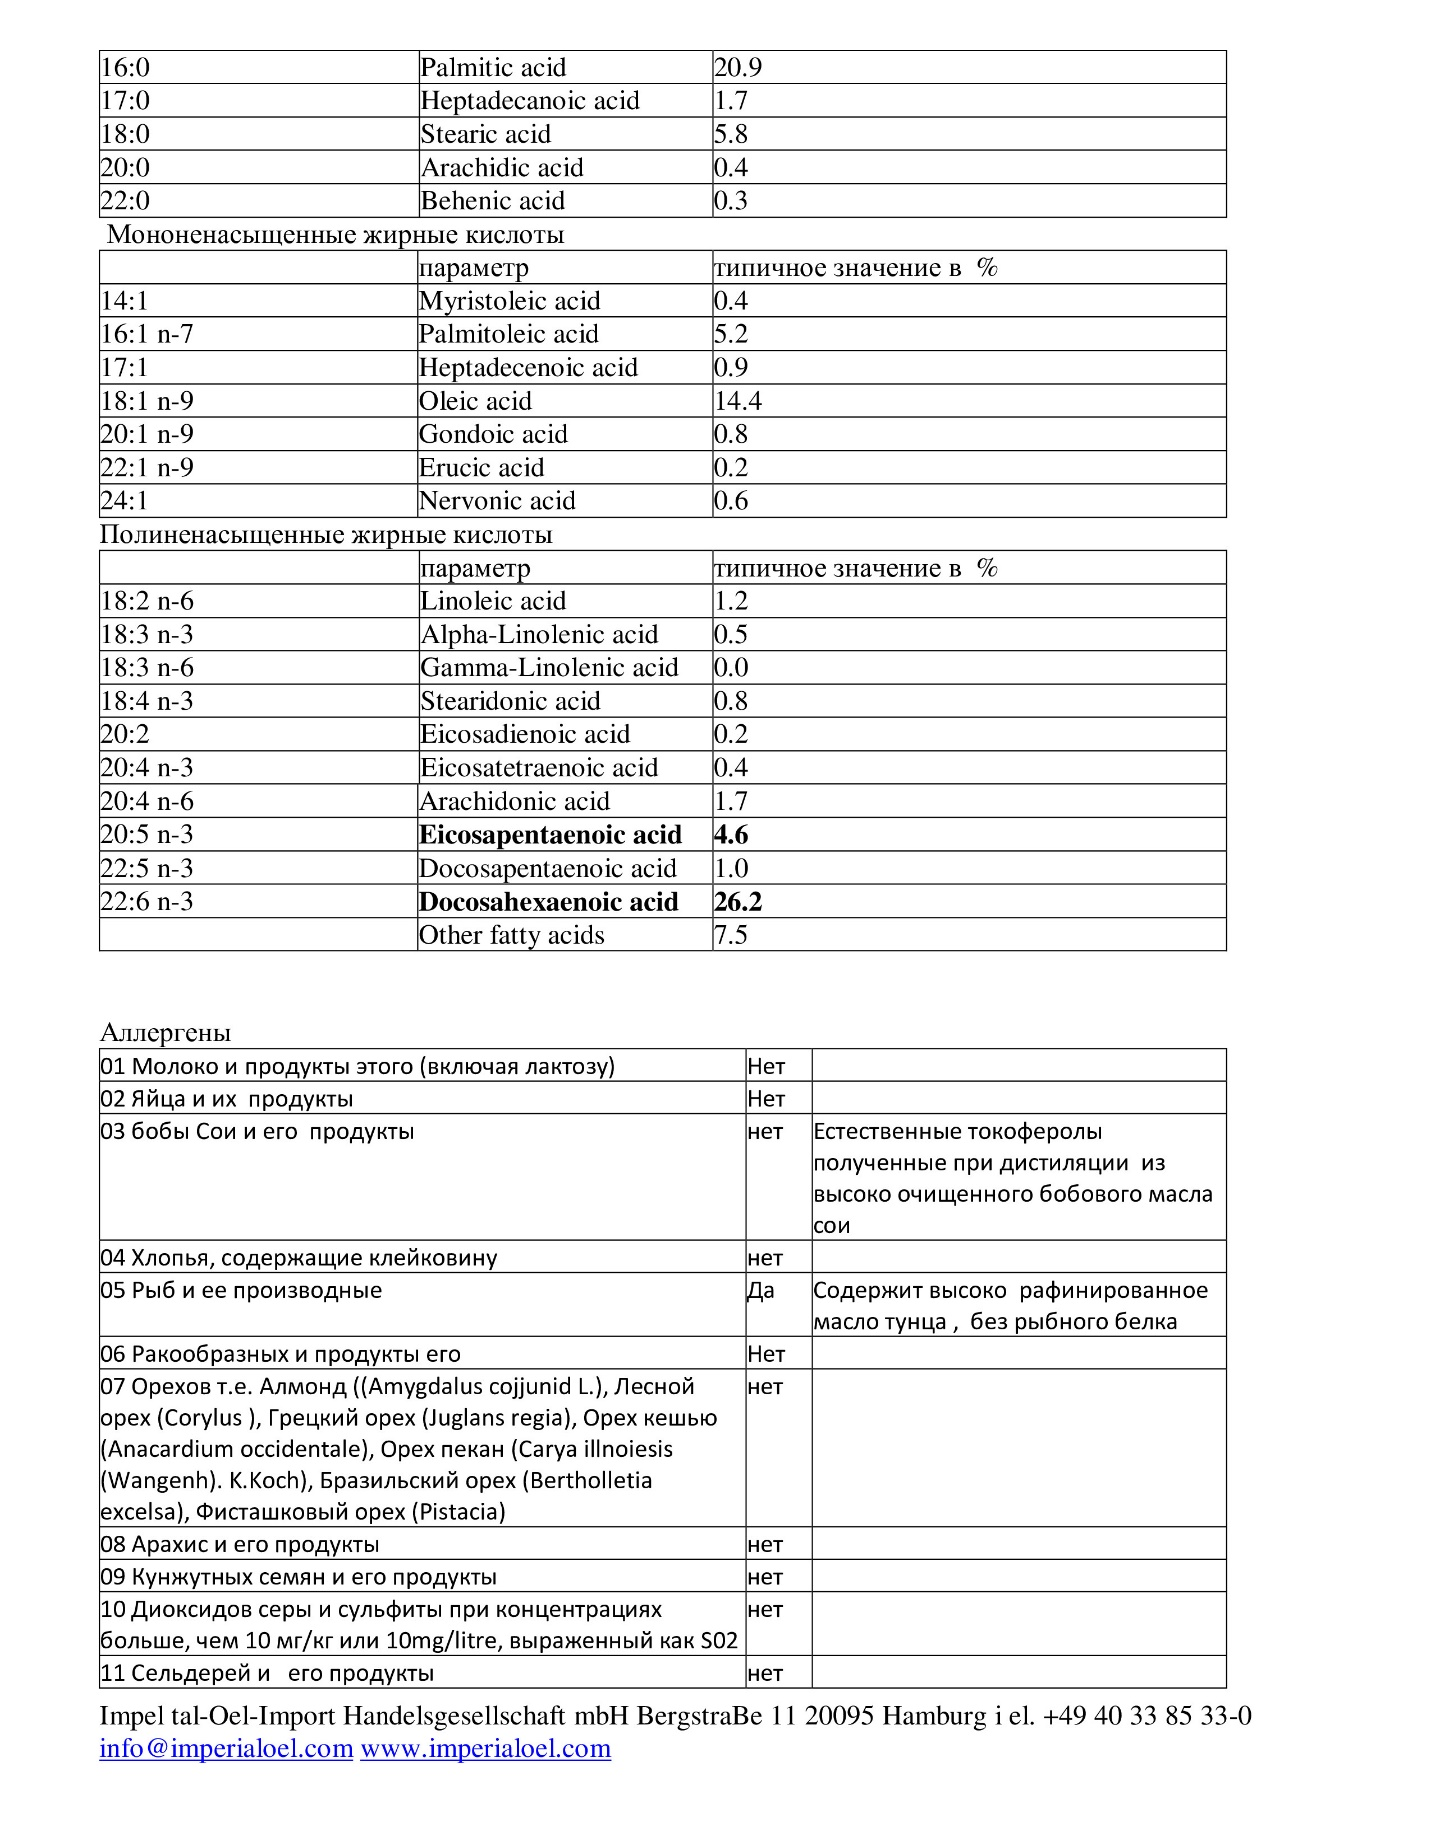 16:0 Palmitic acid 20.9
17:0 Heptadecanoic acid 1.7
18:0 Stearic acid 5.8
20:0 Arachidic acid 0.4
22:0 Behenic acid 0.3
Мононенасыщенные жирные кислоты
параметр типичное значение в %
14:1 Myristoleic acid 0.4
16:1 n-7 Palmitoleic acid 5.2
17:1 Heptadecenoic acid 0.9
18:1 n-9 Oleic acid 14.4
20:1 n-9 Gondoic acid 0.8
22:1 n-9 Erucic acid 0.2
24:1 Nervonic acid 0.6
Полиненасыщенные жирные кислоты
параметр типичное значение в %
18:2 n-6 Linoleic acid 1.2
18:3 n-3 Alpha-Linolenic acid 0.5
18:3 n-6 Gamma-Linolenic acid 0.0
18:4 n-3 Stearidonic acid 0.8
20:2 Eicosadienoic acid 0.2
20:4 n-3 Eicosatetraenoic acid 0.4
20:4 n-6 Arachidonic acid 1.7
20:5 n-3 Eicosapentaenoic acid 4.6
22:5 n-3 Docosapentaenoic acid 1.0
22:6 n-3 Docosahexaenoic acid 26.2
Other fatty acids 7.5
Аллергены
01 Молоко и продукты этого (включая лактозу) Нет
02 Яйца и их продукты Нет
03 бобы Сои и его продукты нет Естественные токоферолы
полученные при дистиляции из
высоко очищенного бобового масла
сои
04 Хлопья, содержащие клейковину нет
05 Рыб и ее производные Да Содержит высоко рафинированное
масло тунца , без рыбного белка
06 Ракообразных и продукты его Нет
07 Орехов т.е. Алмонд ((Amygdalus cojjunid L.), Лесной нет
орех (Corylus ), Грецкий орех (Juglans regia), Орех кешью
(Anacardium occidentale), Орех пекан (Carya illnoiesis
(Wangenh). K.Koch), Бразильский орех (Bertholletia
excelsa), Фисташковый орех (Pistacia)
08 Арахис и его продукты нет
09 Кунжутных семян и его продукты нет
10 Диоксидов серы и сульфиты при концентрациях нет
больше, чем 10 мг/кг или 10mg/litre, выраженный как S02
11 Сельдерей и его продукты нет
Impel tal-Oel-Import Handelsgesellschaft mbH BergstraBe 11 20095 Hamburg i el. +49 40 33 85 33-0
info@imperialoel.com www.imperialoel.com